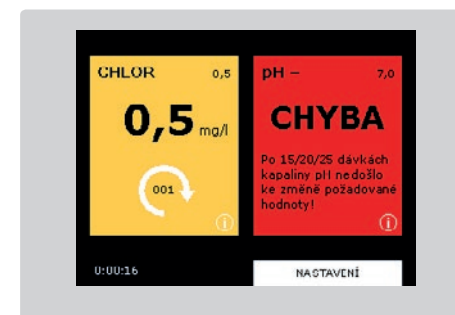 CHLOR 0,5
0,5 mg/l
001
pH – 7,0
CHYBA
Po 15/20/25 dávkách
kapaliny pH nedošlo
ke změně požadované
hodnoty!
0:00:16
NASTAVENÍ